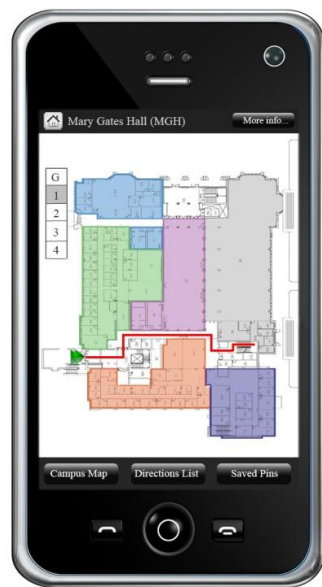 Mary Gates Hall (MGH)
More info...
G
1
2
3
4
Campus Map
Directions List
Saved Pins